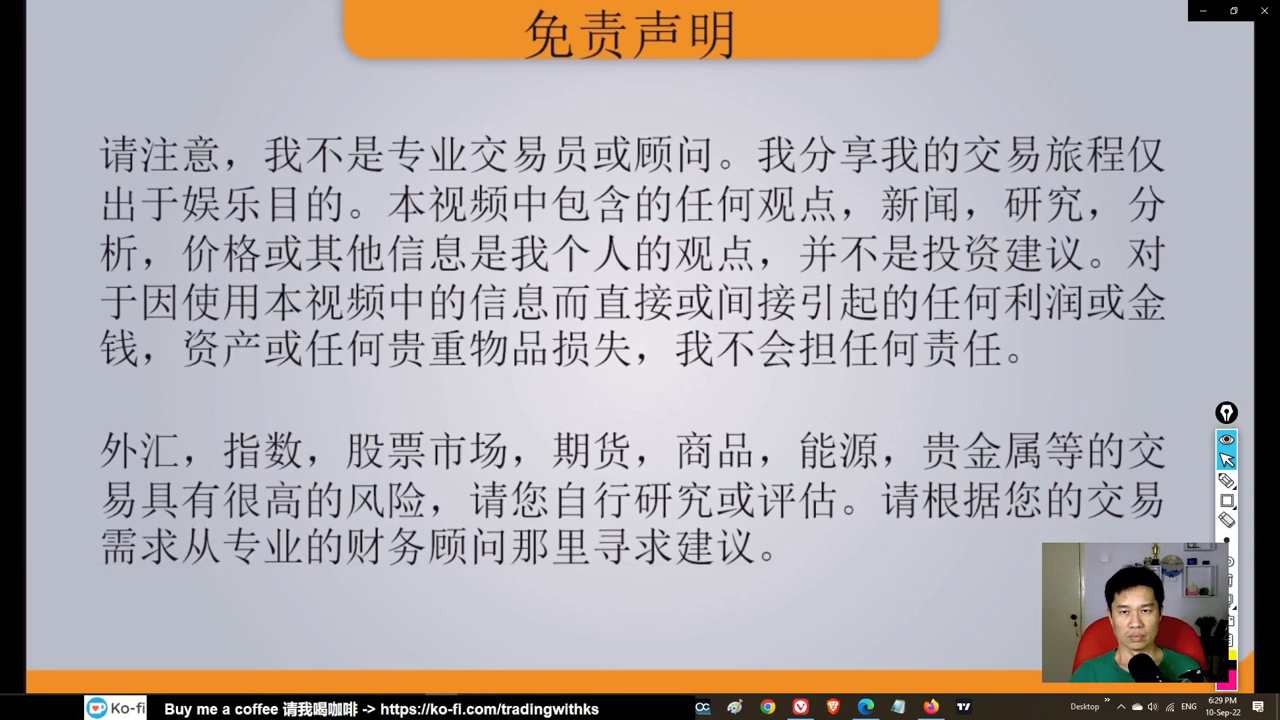 免责声明
请注意，我不是专业交易员或顾问。我分享我的交易旅程仅
出于娱乐目的。本视频中包含的任何观点，新闻，研究，分
析，价格或其他信息是我个人的观点，并不是投资建议。对
于因使用本视频中的信息而直接或间接引起的任何利润或金
钱，资产或任何贵重物品损失，我不会担任何责任。
外汇，指数，股票市场，期货，商品，能源，贵金属等的交
易具有很高的风险，请您自行研究或评估。请根据您的交易
需求从专业的财务顾问那里寻求建议。
Ko-fi Buy me a coffee 请我喝咖啡 -> https://ko-fi.com/tradingwithks
Desktop
ENG
6:29 PM
10-Sep-22